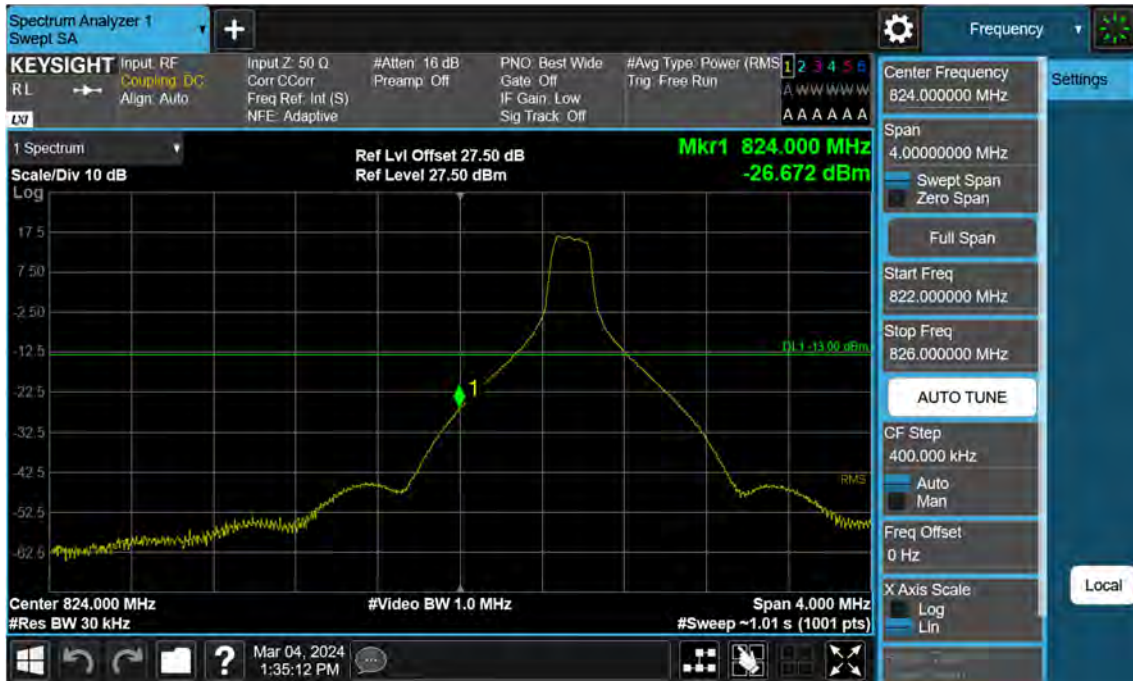 Spectrum Analyzer 1
Swept SA
+
Frequency
KEYSIGHT
RL
LXI
Input: RF
Coupling: DC
Align: Auto
Input Z: 50 Ω
Corr CCorr
Freq Ref: Int (S)
NFE: Adaptive
#Atten: 16 dB
Preamp: Off
PNO: Best Wide
Gate: Off
IF Gain: Low
Sig Track: Off
#Avg Type: Power (RMS
Trig: Free Run
1 2 3 4 5 6
A W W W W W
A A A A A A
1 Spectrum
Scale/Div 10 dB
Log
Ref Lvl Offset 27.50 dB
Ref Level 27.50 dBm
Mkr1 824.000 MHz
-26.672 dBm
17.5
7.50
-2.50
-12.5
-22.5
-32.5
-42.5
-52.5
-62.5
DL1 -13.00 dBm
1
RMS
Center 824.000 MHz
#Res BW 30 kHz
#Video BW 1.0 MHz
Span 4.000 MHz
#Sweep ~1.01 s (1001 pts)
Mar 04, 2024
1:35:12 PM
?
Center Frequency
824.000000 MHz
Span
4.00000000 MHz
Swept Span
Zero Span
Full Span
Start Freq
822.000000 MHz
Stop Freq
826.000000 MHz
AUTO TUNE
CF Step
400.000 kHz
Auto
Man
Freq Offset
0 Hz
X Axis Scale
Log
Lin
Settings
Local